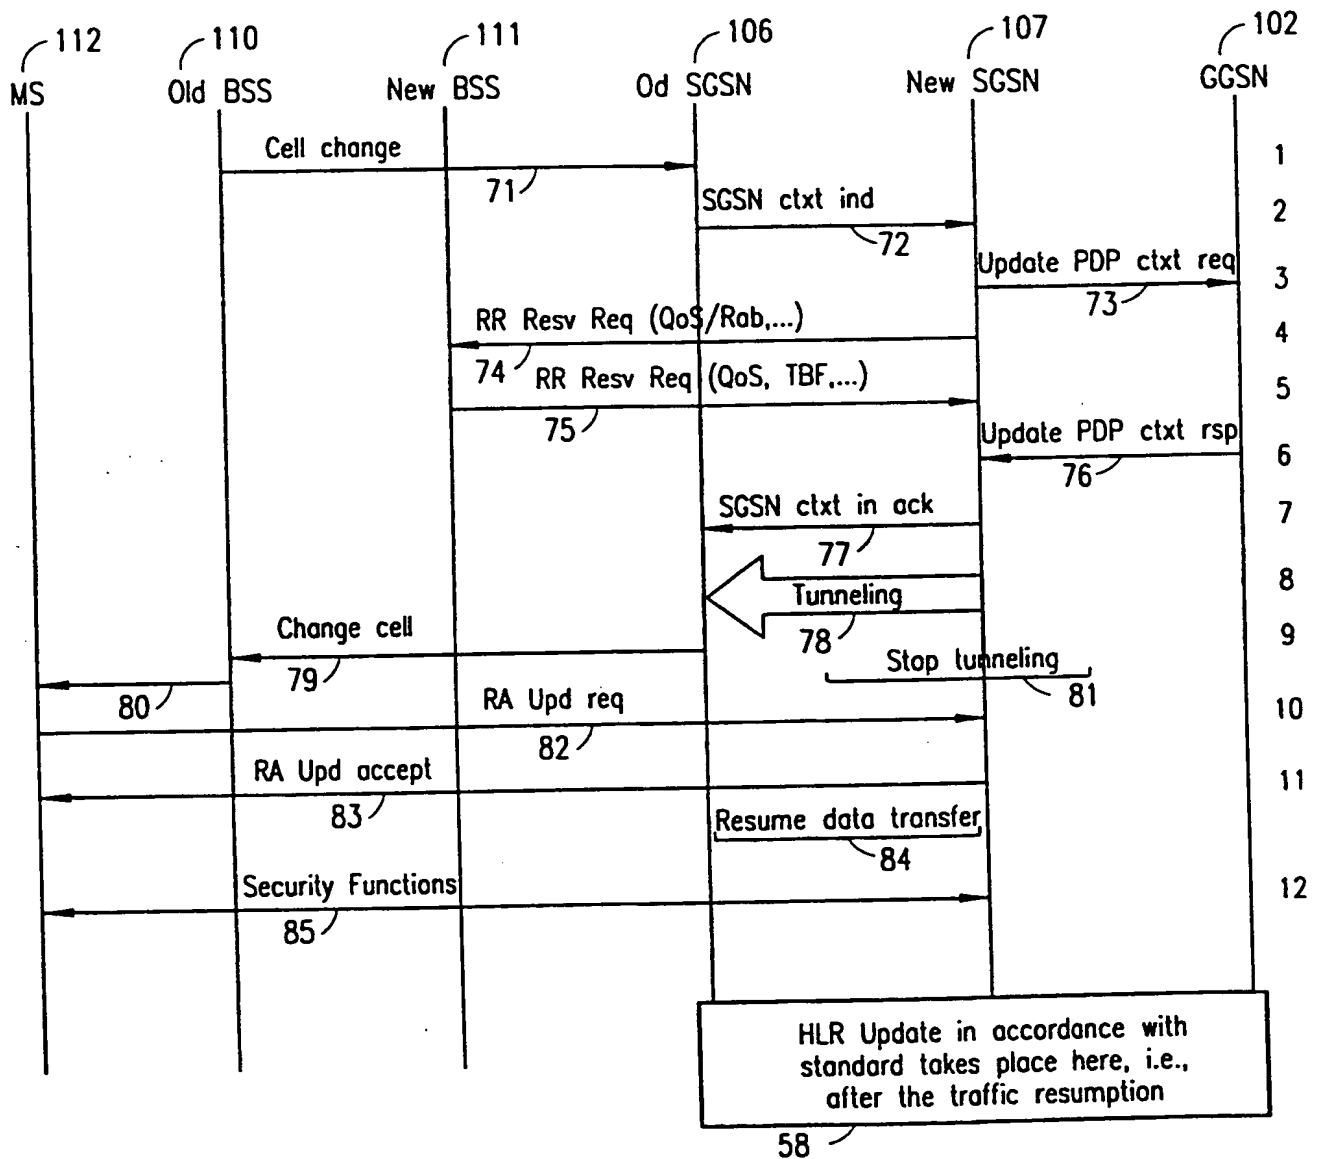 112 110 111 106 107 102
MS Old BSS New BSS Od SGSN New SGSN GGSN
Cell change 1
71
SGSN ctxt ind 2
72
Update PDP ctxt req 3
73
RR Resv Req (QoS/Rab,...) 4
74
RR Resv Req (QoS, TBF,...) 5
75
Update PDP ctxt rsp 6
76
SGSN ctxt in ack 7
77
8
Tunneling
78
Change cell 9
79
Stop tunneling
81
80
RA Upd req 10
82
RA Upd accept 11
83
Resume data transfer
84
Security Functions 12
85
HLR Update in accordance with
standard takes place here, i.e.,
after the traffic resumption
58